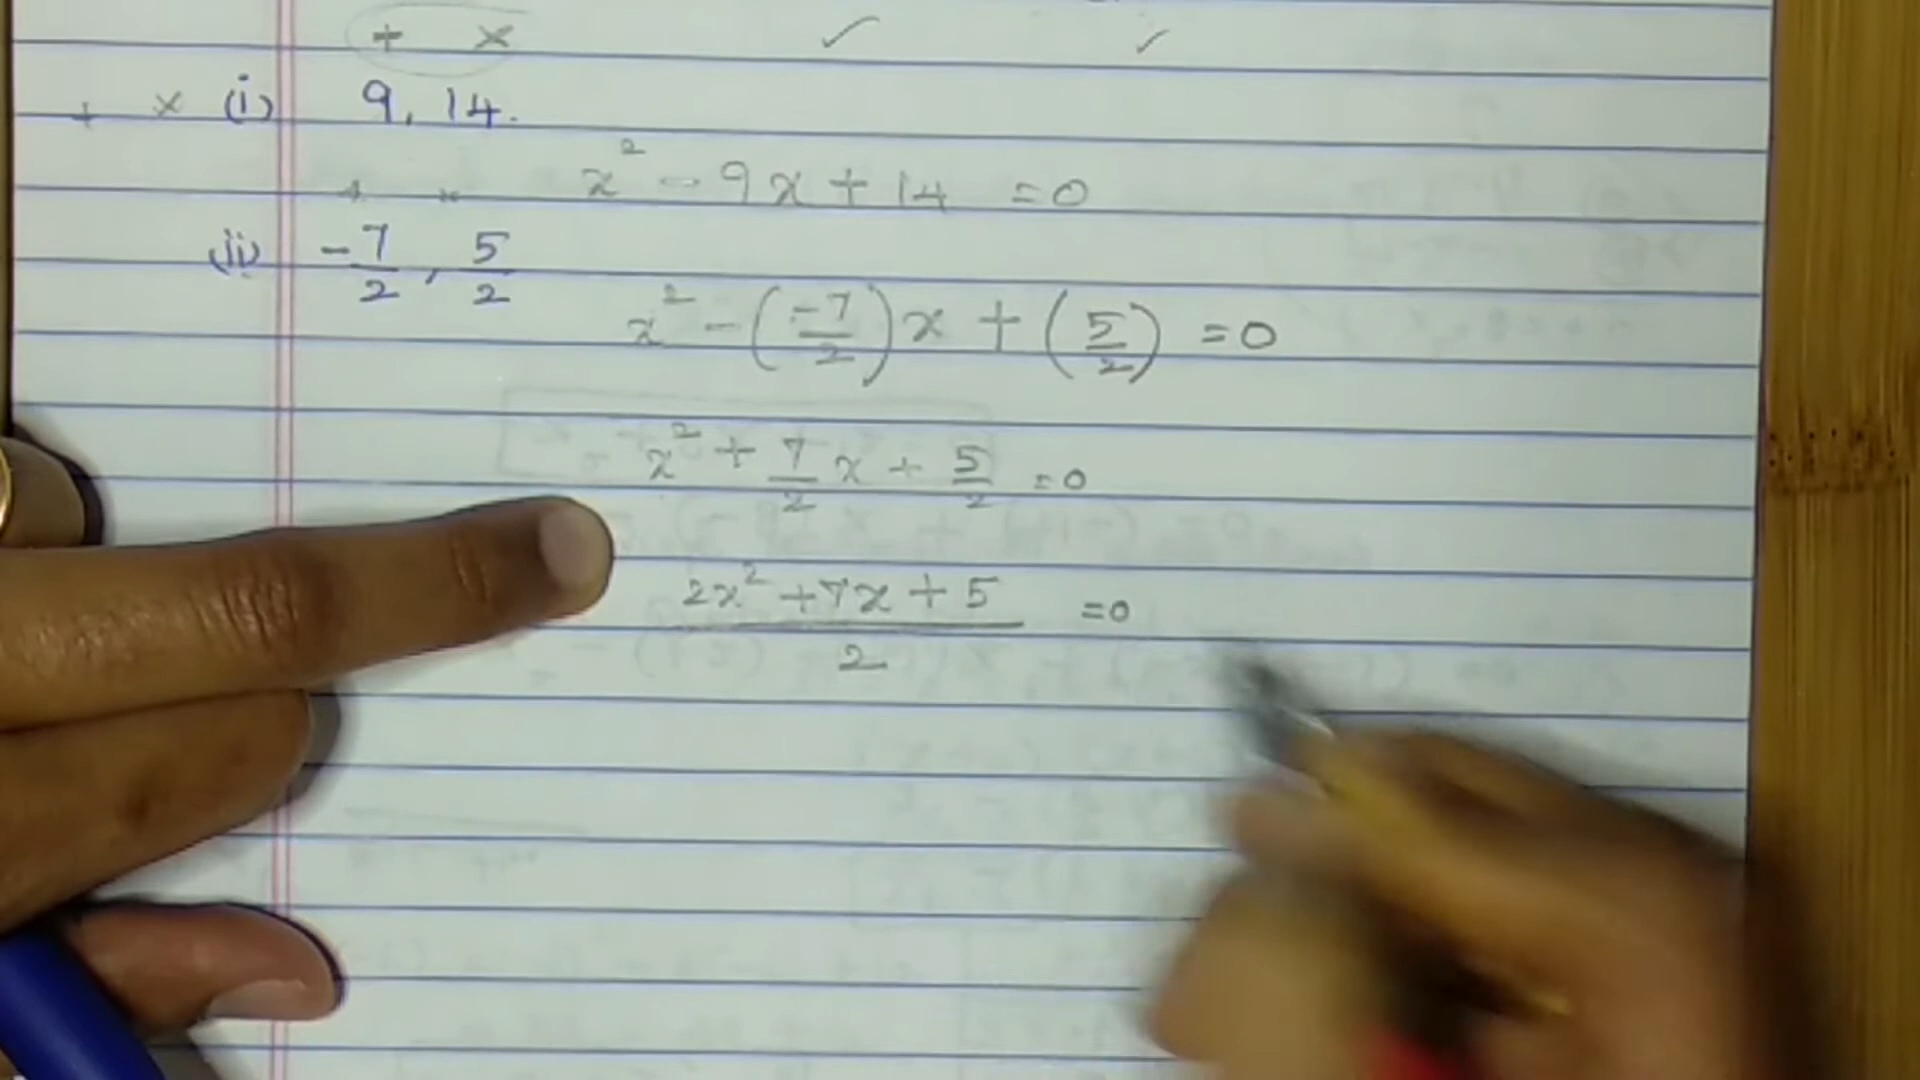 + ×
✓ ✓
+ × (i) 9, 14.
x² - 9x + 14 = 0
+ ×
(ii) -7/2, 5/2
x² - (-7/2)x + (5/2) = 0
x² + 7/2 x + 5/2 = 0
2x² + 7x + 5 / 2 = 0